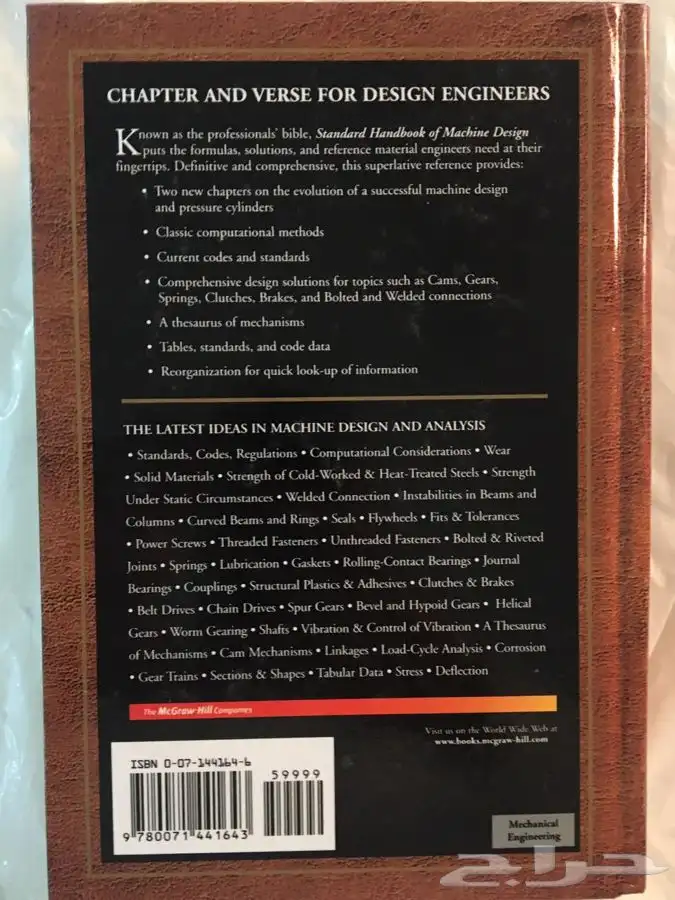 CHAPTER AND VERSE FOR DESIGN ENGINEERS
Known as the professionals' bible, Standard Handbook of Machine Design
puts the formulas, solutions, and reference material engineers need at their
fingertips. Definitive and comprehensive, this superlative reference provides:
• Two new chapters on the evolution of a successful machine design
and pressure cylinders
• Classic computational methods
• Current codes and standards
• Comprehensive design solutions for topics such as Cams, Gears,
Springs, Clutches, Brakes, and Bolted and Welded connections
• A thesaurus of mechanisms
• Tables, standards, and code data
• Reorganization for quick look-up of information
THE LATEST IDEAS IN MACHINE DESIGN AND ANALYSIS
• Standards, Codes, Regulations • Computational Considerations • Wear
• Solid Materials • Strength of Cold-Worked & Heat-Treated Steels • Strength
Under Static Circumstances • Welded Connection • Instabilities in Beams and
Columns • Curved Beams and Rings • Seals • Flywheels • Fits & Tolerances
• Power Screws • Threaded Fasteners • Unthreaded Fasteners • Bolted & Riveted
Joints • Springs • Lubrication • Gaskets • Rolling-Contact Bearings • Journal
Bearings • Couplings • Structural Plastics & Adhesives • Clutches & Brakes
• Belt Drives • Chain Drives • Spur Gears • Bevel and Hypoid Gears • Helical
Gears • Worm Gearing • Shafts • Vibration & Control of Vibration • A Thesaurus
of Mechanisms • Cam Mechanisms • Linkages • Load-Cycle Analysis • Corrosion
• Gear Trains • Sections & Shapes • Tabular Data • Stress • Deflection
The McGraw-Hill Companies
Visit us on the World Wide Web at
www.books.mcgraw-hill.com
ISBN 0-07-144164-6
59999
9 780071 441643
Mechanical
Engineering
حراج